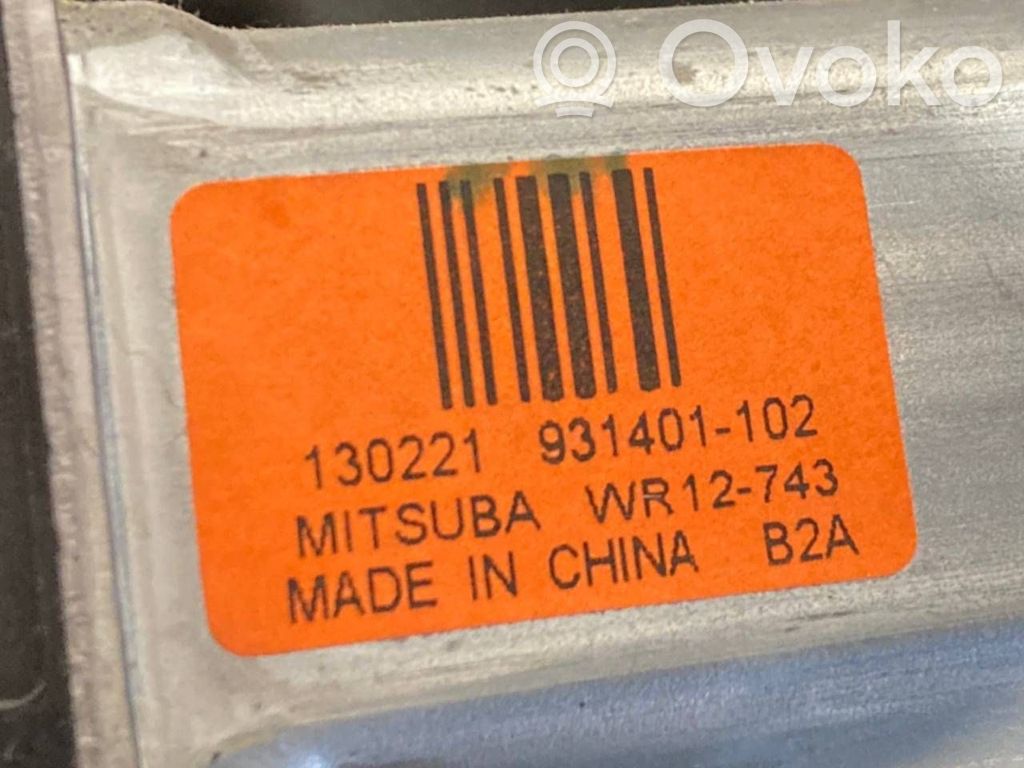 Ovoko
130221 931401-102
MITSUBA WR12-743
MADE IN CHINA B2A